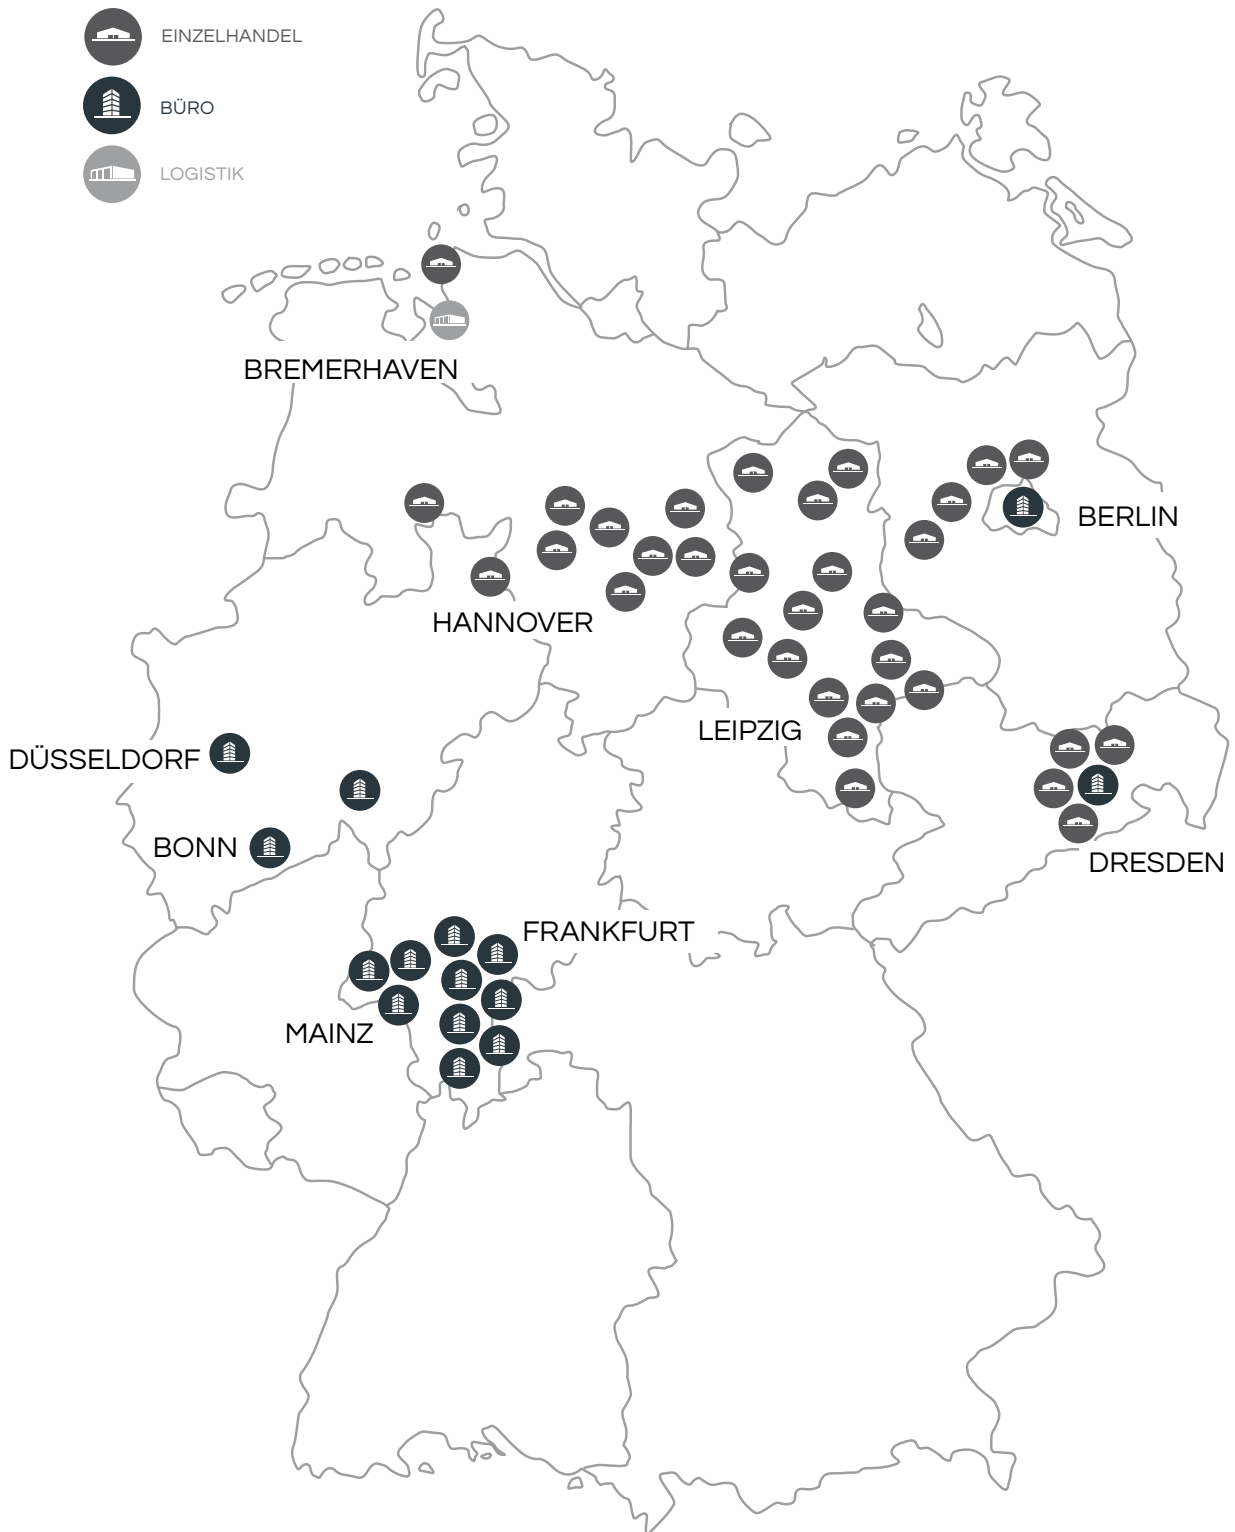 EINZELHANDEL
BÜRO
LOGISTIK
BREMERHAVEN
BERLIN
HANNOVER
LEIPZIG
DÜSSELDORF
BONN
DRESDEN
FRANKFURT
MAINZ